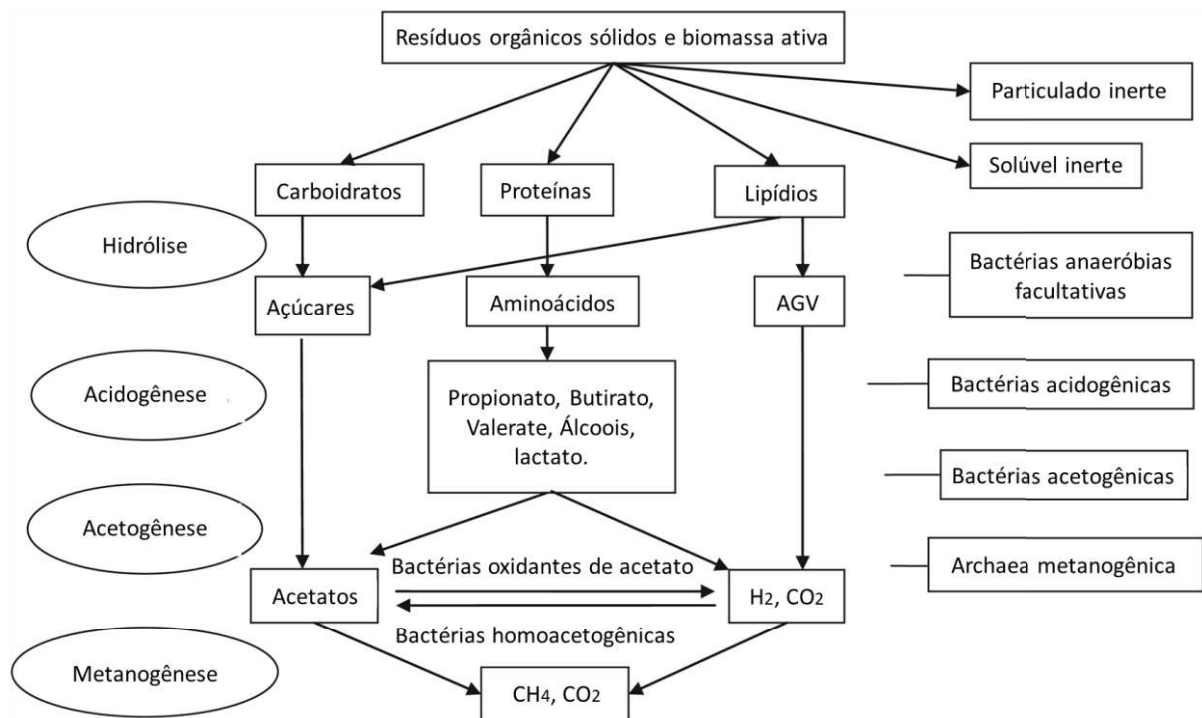 Resíduos orgânicos sólidos e biomassa ativa
Particulado inerte
Solúvel inerte
Carboidratos
Proteínas
Lipídios
Hidrólise
Bactérias anaeróbias
facultativas
Açúcares
Aminoácidos
AGV
Acidogênese
Propionato, Butirato,
Valerate, Álcoois,
lactato.
Bactérias acidogênicas
Bactérias acetogênicas
Acetogênese
Bactérias oxidantes de acetato
Archaea metanogênica
Acetatos
H2, CO2
Bactérias homoacetogênicas
Metanogênese
CH4, CO2